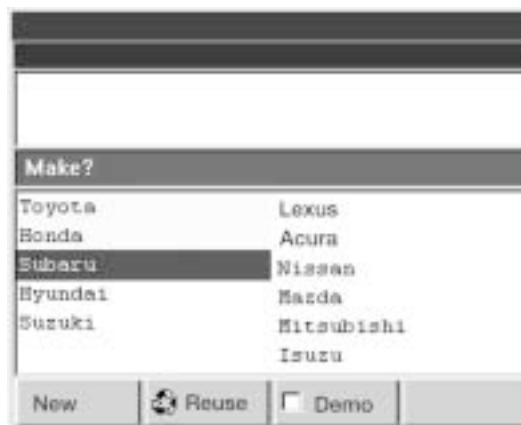 Make?
Toyota
Honda
Subaru
Hyundai
Suzuki
Lexus
Acura
Nissan
Mazda
Mitsubishi
Isuzu
New Reuse Demo